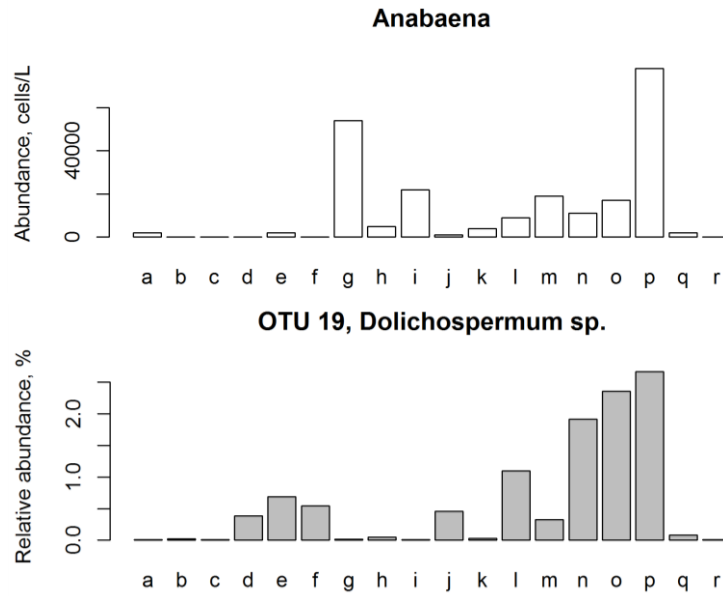 Anabaena
Abundance, cells/L
40000
0
a b c d e f g h i j k l m n o p q r
OTU 19, Dolichospermum sp.
Relative abundance, %
2.0
1.0
0.0
a b c d e f g h i j k l m n o p q r